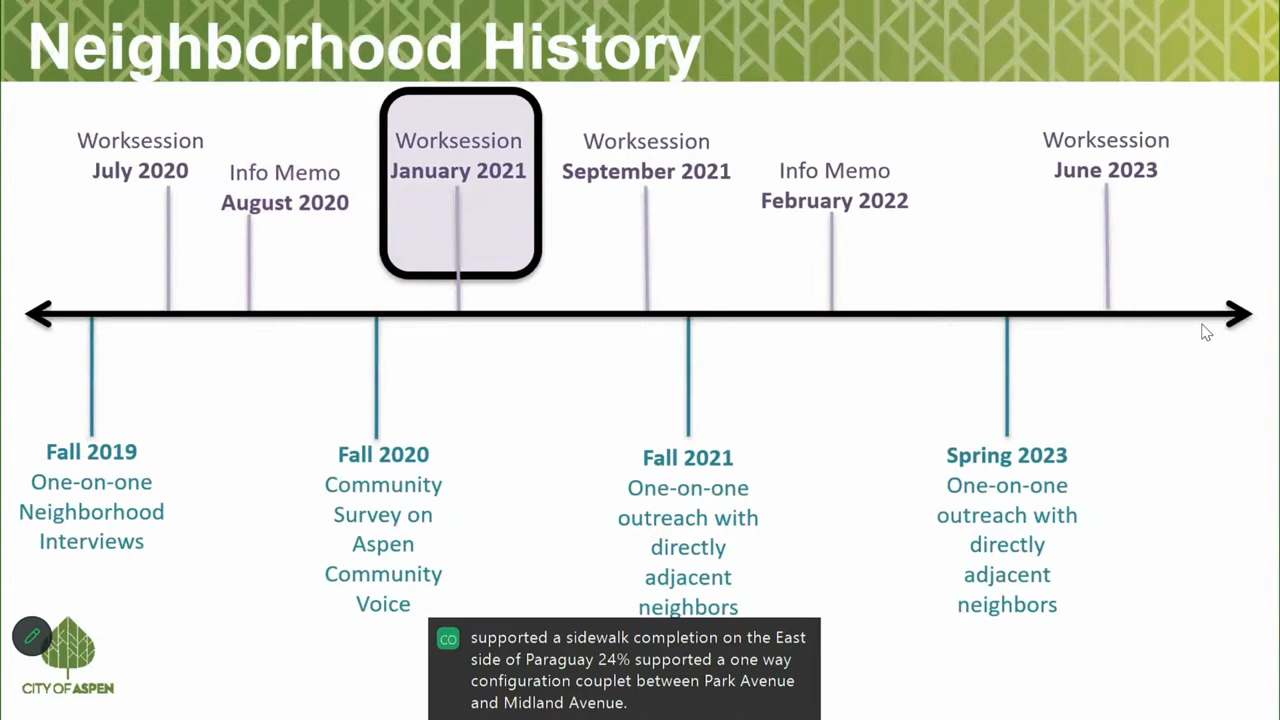 Neighborhood History
Worksession
July 2020
Info Memo
August 2020
Worksession
January 2021
Worksession
September 2021
Info Memo
February 2022
Worksession
June 2023
Fall 2019
One-on-one
Neighborhood
Interviews
Fall 2020
Community
Survey on
Aspen
Community
Voice
Fall 2021
One-on-one
outreach with
directly
adjacent
neighbors
Spring 2023
One-on-one
outreach with
directly
adjacent
neighbors
CITY OF ASPEN
CO
supported a sidewalk completion on the East
side of Paraguay 24% supported a one way
configuration couplet between Park Avenue
and Midland Avenue.